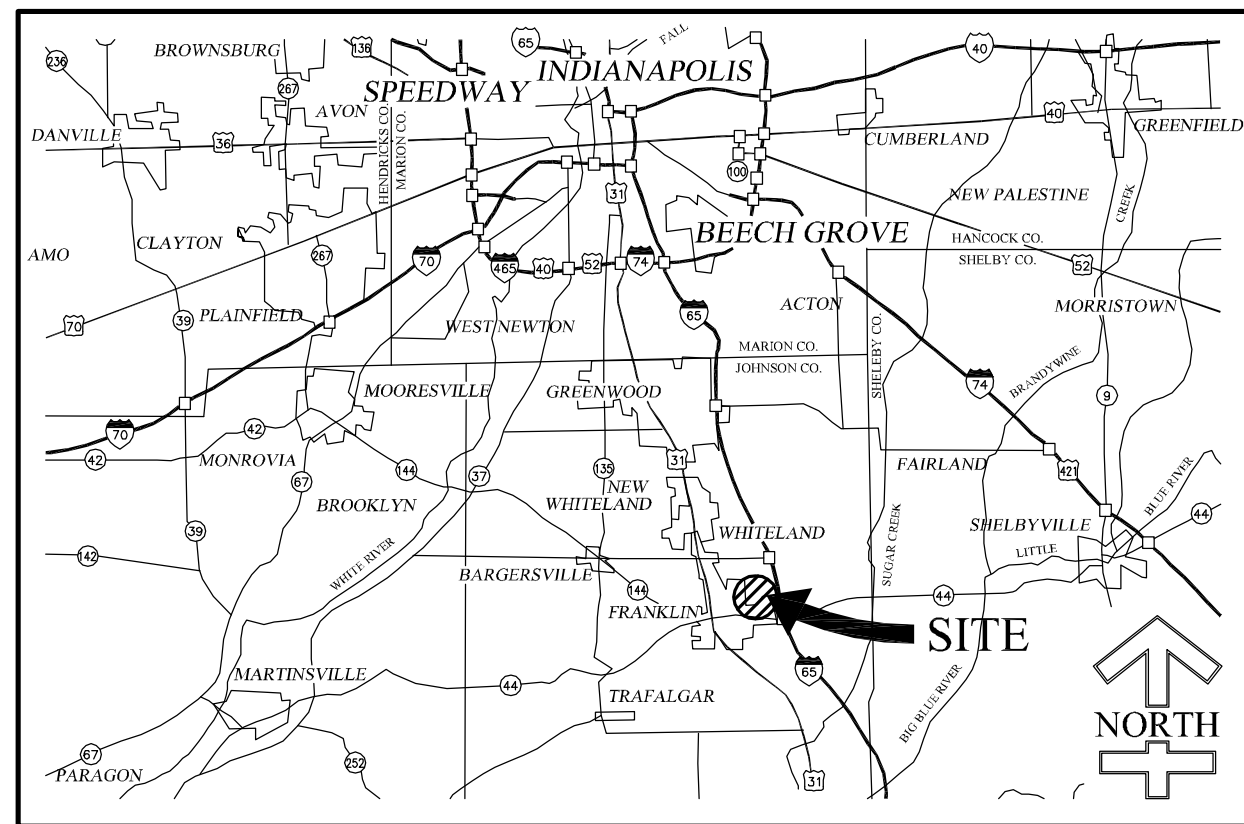 BROWNSBURG
136
65
FALL
40
236
INDIANAPOLIS
SPEEDWAY
267
AVON
DANVILLE
36
HENDRICKS CO.
MARION CO.
CUMBERLAND
40
GREENFIELD
100
31
NEW PALESTINE
CREEK
CLAYTON
BEECH GROVE
HANCOCK CO.
SHELBY CO.
AMO
267
70
465
40
52
74
52
70
39
PLAINFIELD
WEST NEWTON
65
ACTON
MORRISTOWN
SHELEBY CO.
MARION CO.
JOHNSON CO.
BRANDYWINE
MOORESVILLE
GREENWOOD
74
9
70
42
42
MONROVIA
144
37
135
31
FAIRLAND
421
67
BROOKLYN
NEW
WHITELAND
BLUE RIVER
44
39
WHITELAND
SHELBYVILLE
SUGAR CREEK
LITTLE
142
WHITE RIVER
BARGERSVILLE
144
FRANKLIN
44
SITE
MARTINSVILLE
44
65
TRAFALGAR
BIG BLUE RIVER
NORTH
67
PARAGON
252
31